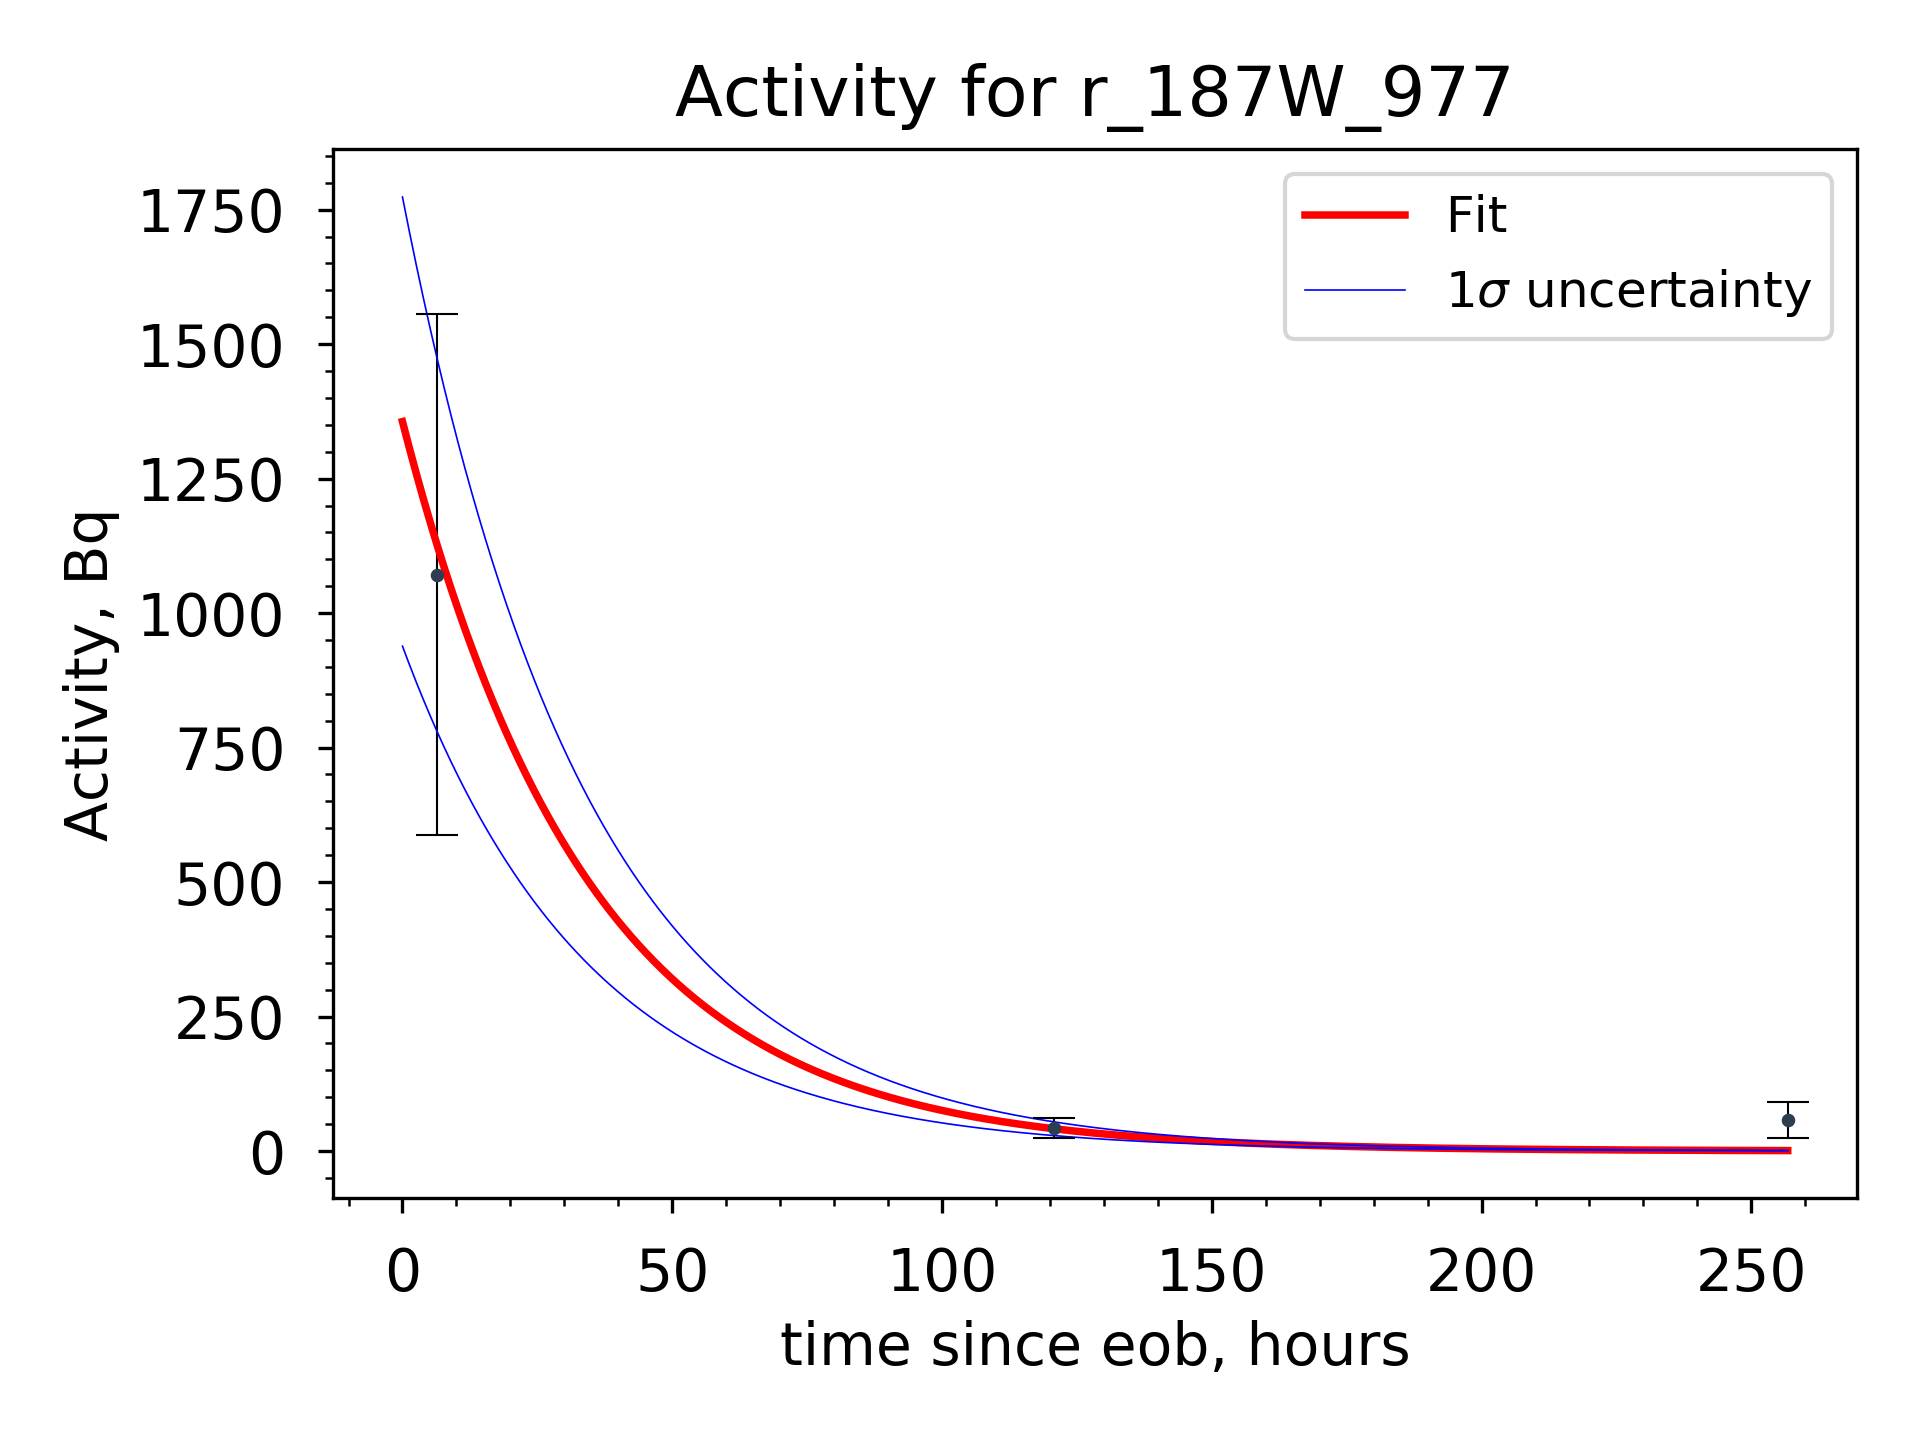 Activity for r_187W_977
Fit
1σ uncertainty
Activity, Bq
1750
1500
1250
1000
750
500
250
0
0 50 100 150 200 250
time since eob, hours